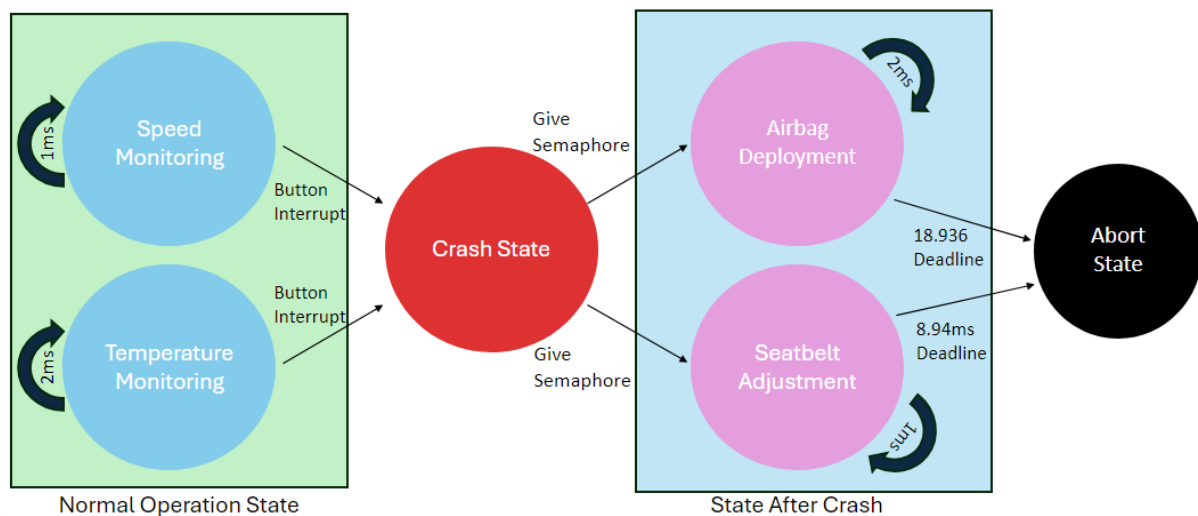 Speed
Monitoring
1ms
Button
Interrupt
Temperature
Monitoring
2ms
Button
Interrupt
Normal Operation State
Crash State
Give
Semaphore
Give
Semaphore
Airbag
Deployment
2ms
18.936
Deadline
Seatbelt
Adjustment
1ms
8.94ms
Deadline
State After Crash
Abort
State